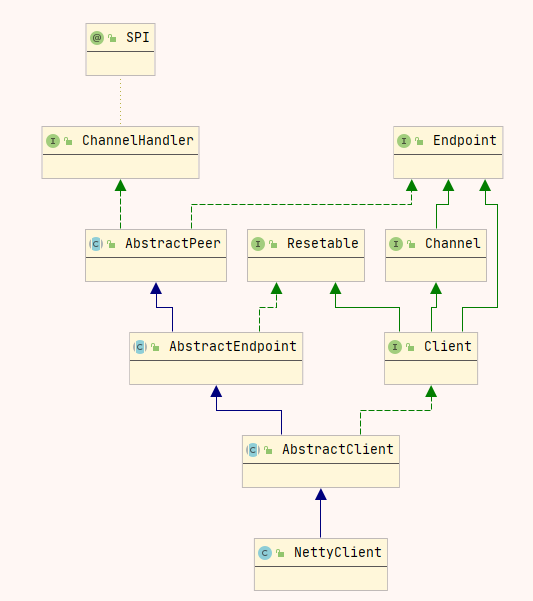 @ SPI
I ChannelHandler
I Endpoint
C AbstractPeer
I Resetable
I Channel
C AbstractEndpoint
I Client
C AbstractClient
C NettyClient